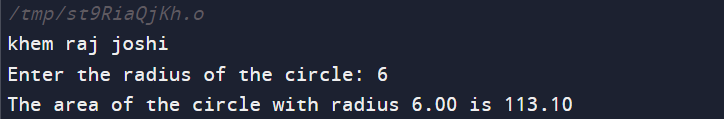 /tmp/st9RiaQjKh.o
khem raj joshi
Enter the radius of the circle: 6
The area of the circle with radius 6.00 is 113.10